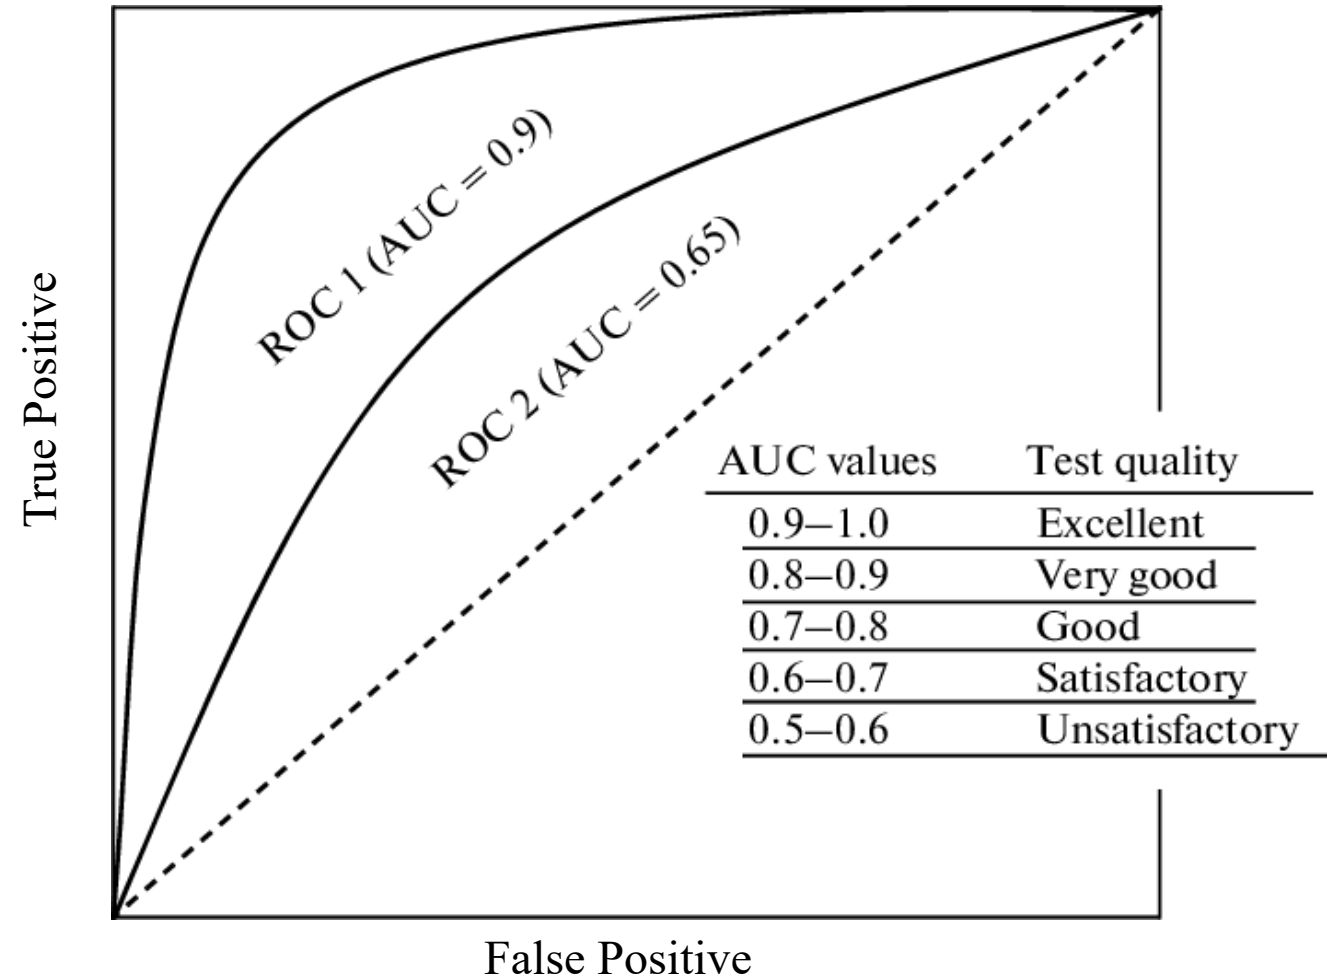 True Positive
ROC 1 (AUC = 0.9)
ROC 2 (AUC = 0.65)
AUC values Test quality
0.9–1.0 Excellent
0.8–0.9 Very good
0.7–0.8 Good
0.6–0.7 Satisfactory
0.5–0.6 Unsatisfactory
False Positive